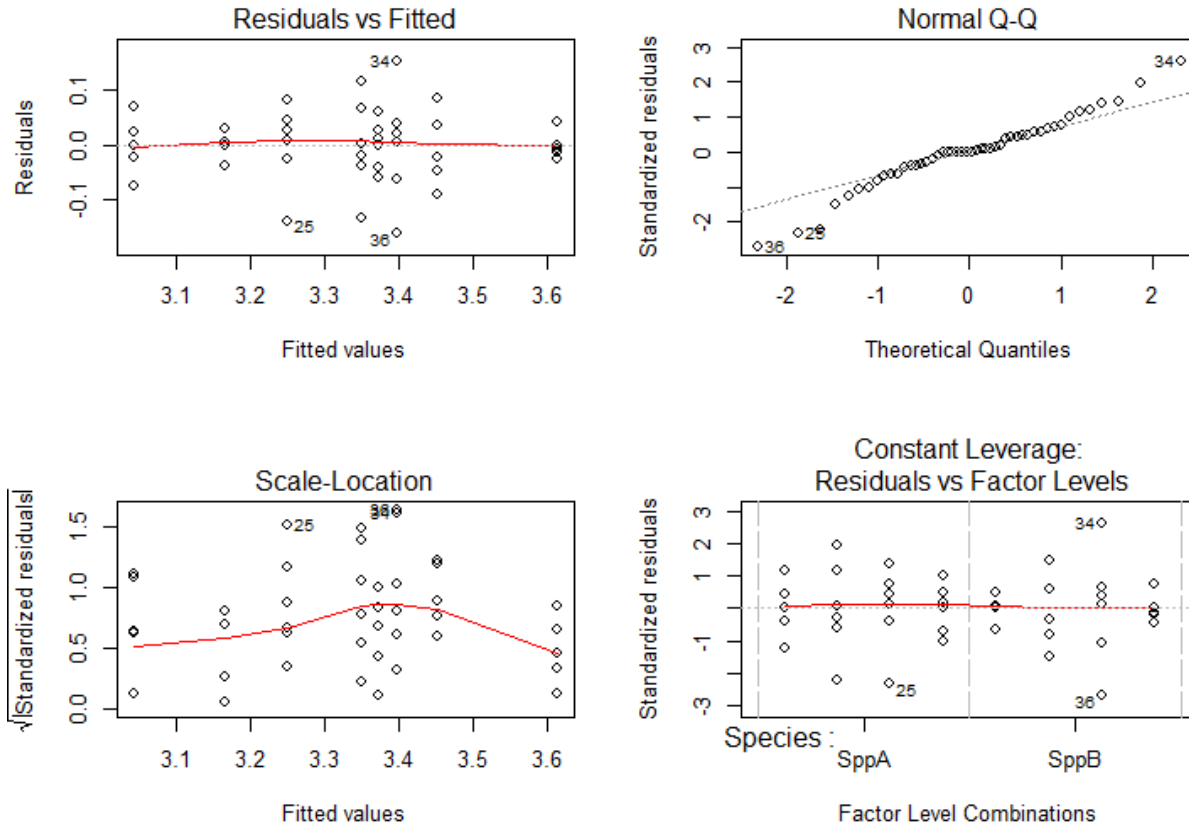 Residuals vs Fitted
Residuals
0.1
0.0
-0.1
34
25
36
3.1 3.2 3.3 3.4 3.5 3.6
Fitted values
Normal Q-Q
Standardized residuals
3
2
1
0
-2
34
25
36
-2 -1 0 1 2
Theoretical Quantiles
Scale-Location
√|Standardized residuals|
1.5
1.0
0.5
0.0
25
34
3.1 3.2 3.3 3.4 3.5 3.6
Fitted values
Constant Leverage:
Residuals vs Factor Levels
Standardized residuals
3
2
1
0
-1
-3
34
25
36
Species :
SppA SppB
Factor Level Combinations